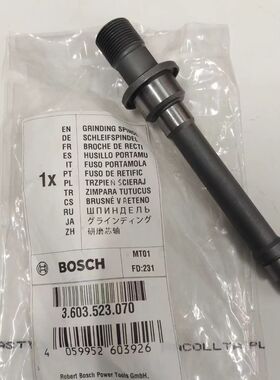 EN GRINDING SPIN
DE SCHLEIFSPINDEL
FR BROCHE DE RECTI
ES HUSILLO PORTAMU
IT FUSO PORTAMOLA
PT FUSO DE RETIFIC
1x
PL TRZPIEŃ ŚCIERAJ
TR ZIMPARA TUTUCUS
CS BRUSNÉ VŘETENO
RU ШПИНДЕЛЬ
JA グラインディング
ZH 研磨芯轴
BOSCH
MT01
FD:231
3.603.523.070
4 059952 603926
Robert Bosch Power Tools GmbH,